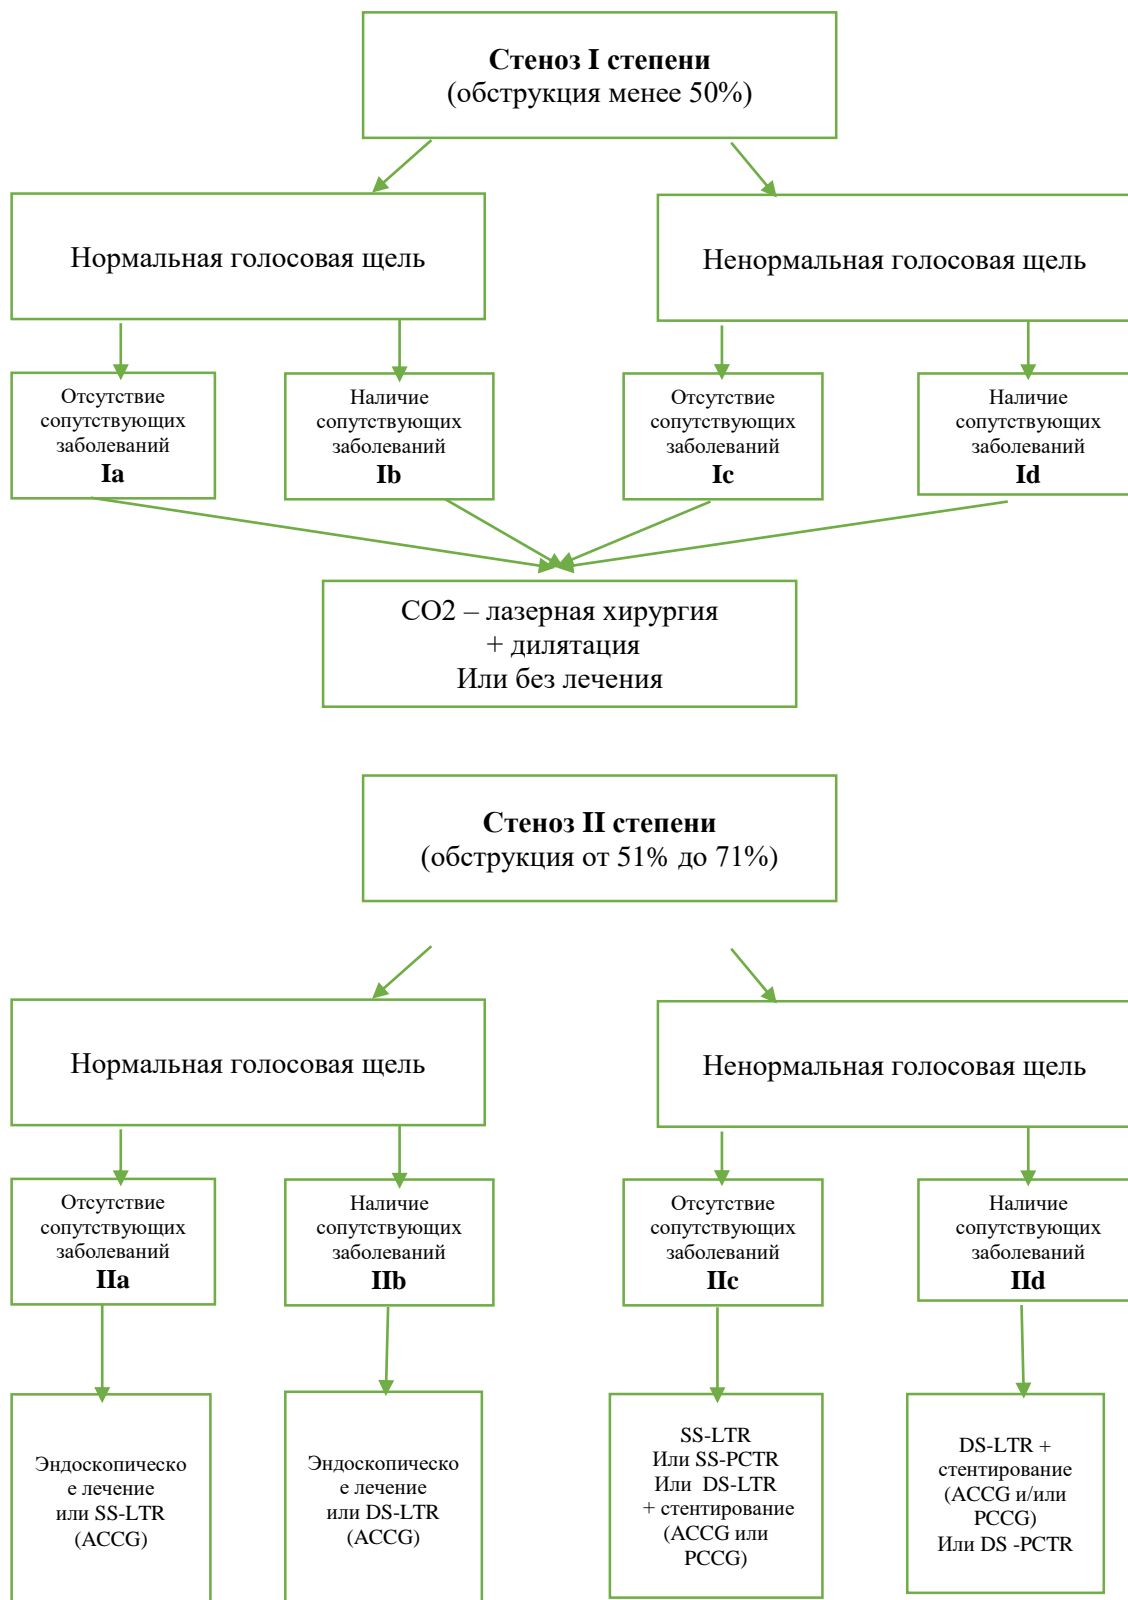 Стеноз I степени
(обструкция менее 50%)
Нормальная голосовая щель
Ненормальная голосовая щель
Отсутствие
сопутствующих
заболеваний
Ia
Наличие
сопутствующих
заболеваний
Ib
Отсутствие
сопутствующих
заболеваний
Ic
Наличие
сопутствующих
заболеваний
Id
СО2 – лазерная хирургия
+ дилятация
Или без лечения
Стеноз II степени
(обструкция от 51% до 71%)
Нормальная голосовая щель
Ненормальная голосовая щель
Отсутствие
сопутствующих
заболеваний
IIa
Наличие
сопутствующих
заболеваний
IIb
Отсутствие
сопутствующих
заболеваний
IIc
Наличие
сопутствующих
заболеваний
IId
Эндоскопическо
е лечение
или SS-LTR
(ACCG)
Эндоскопическо
е лечение
или DS-LTR
(ACCG)
SS-LTR
Или SS-PCTR
Или DS-LTR
+ стентирование
(ACCG или
PCCG)
DS-LTR +
стентирование
(ACCG и/или
PCCG)
Или DS -PCTR